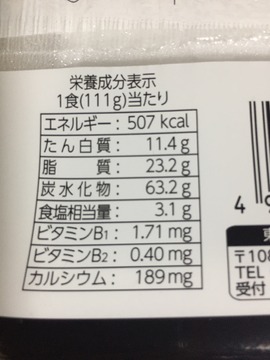 栄養成分表示
1食(111g)当たり
エネルギー: 507 kcal
たん白質: 11.4 g
脂質: 23.2 g
炭水化物: 63.2 g
食塩相当量: 3.1 g
ビタミンB1: 1.71 mg
ビタミンB2: 0.40 mg
カルシウム: 189 mg
4
〒108
TEL
受付